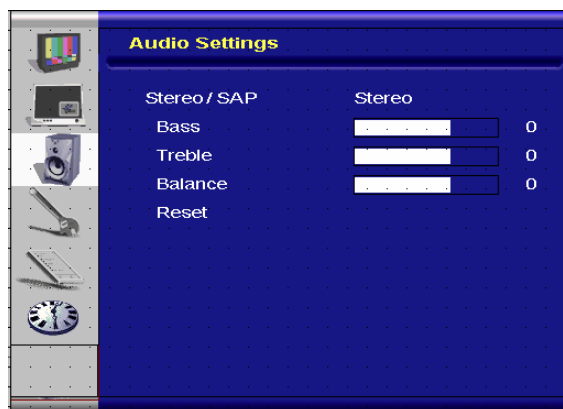 Audio Settings
Stereo / SAP Stereo
Bass 0
Treble 0
Balance 0
Reset